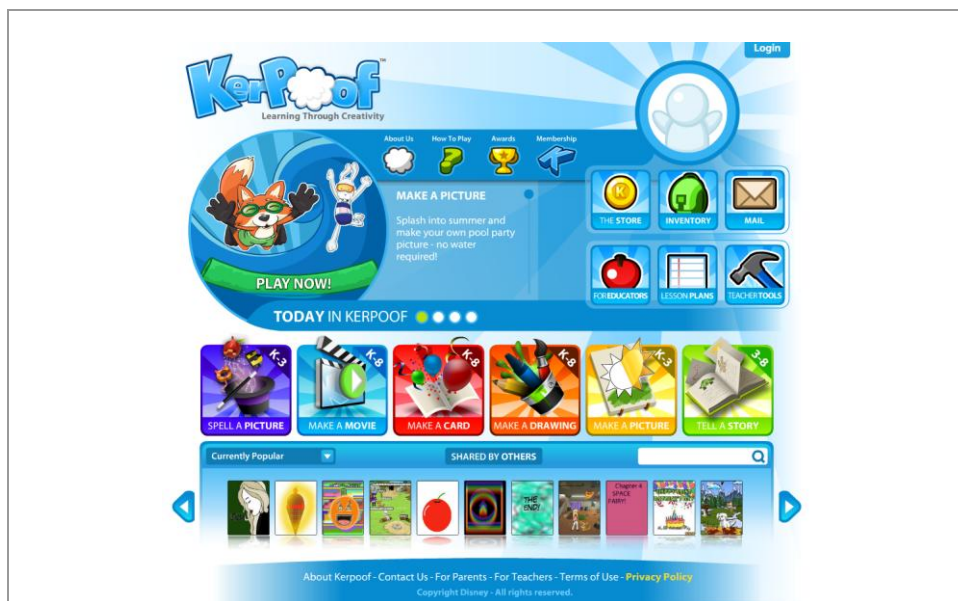 Login
KerPoof™
Learning Through Creativity
About Us How To Play Awards Membership
MAKE A PICTURE
Splash into summer and
make your own pool party
picture - no water
required!
PLAY NOW!
TODAY IN KERPOOF
K
THE STORE INVENTORY MAIL
FOR EDUCATORS LESSON PLANS TEACHER TOOLS
K-3 K-8 K-8 K-8 K-3 3-8
SPELL A PICTURE MAKE A MOVIE MAKE A CARD MAKE A DRAWING MAKE A PICTURE TELL A STORY
Currently Popular SHARED BY OTHERS
Chapter 4
SPACE
FAIRY!
THE
END!
About Kerpoof - Contact Us - For Parents - For Teachers - Terms of Use - Privacy Policy
Copyright Disney - All rights reserved.